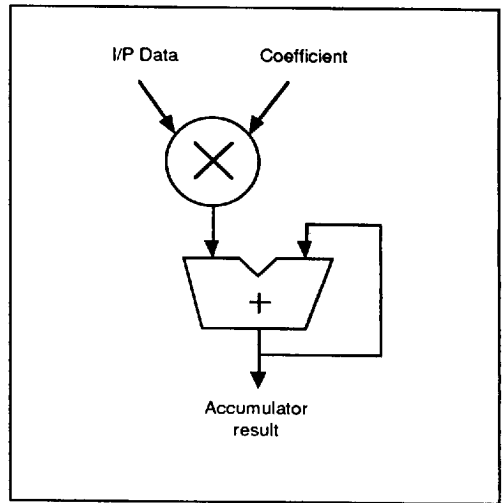 I/P Data
Coefficient
+
Accumulator
result